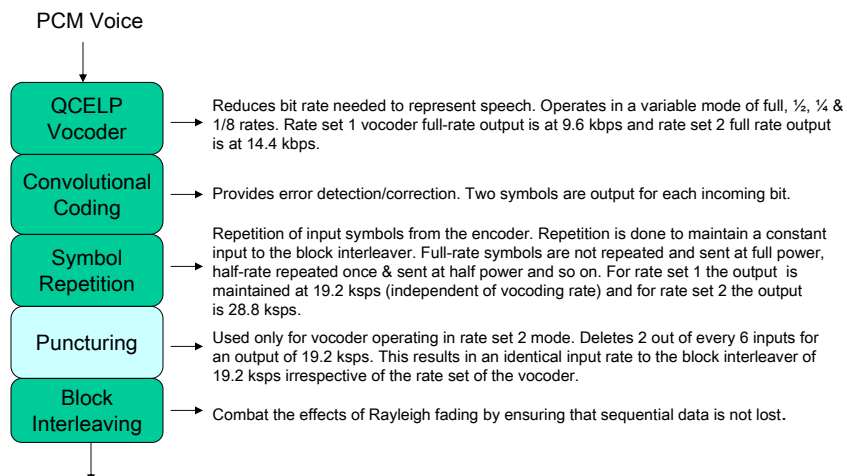 PCM Voice
QCELP
Vocoder
Reduces bit rate needed to represent speech. Operates in a variable mode of full, ½, ¼ &
1/8 rates. Rate set 1 vocoder full-rate output is at 9.6 kbps and rate set 2 full rate output
is at 14.4 kbps.
Convolutional
Coding
Provides error detection/correction. Two symbols are output for each incoming bit.
Symbol
Repetition
Repetition of input symbols from the encoder. Repetition is done to maintain a constant
input to the block interleaver. Full-rate symbols are not repeated and sent at full power,
half-rate repeated once & sent at half power and so on. For rate set 1 the output is
maintained at 19.2 ksps (independent of vocoding rate) and for rate set 2 the output
is 28.8 ksps.
Puncturing
Used only for vocoder operating in rate set 2 mode. Deletes 2 out of every 6 inputs for
an output of 19.2 ksps. This results in an identical input rate to the block interleaver of
19.2 ksps irrespective of the rate set of the vocoder.
Block
Interleaving
Combat the effects of Rayleigh fading by ensuring that sequential data is not lost.